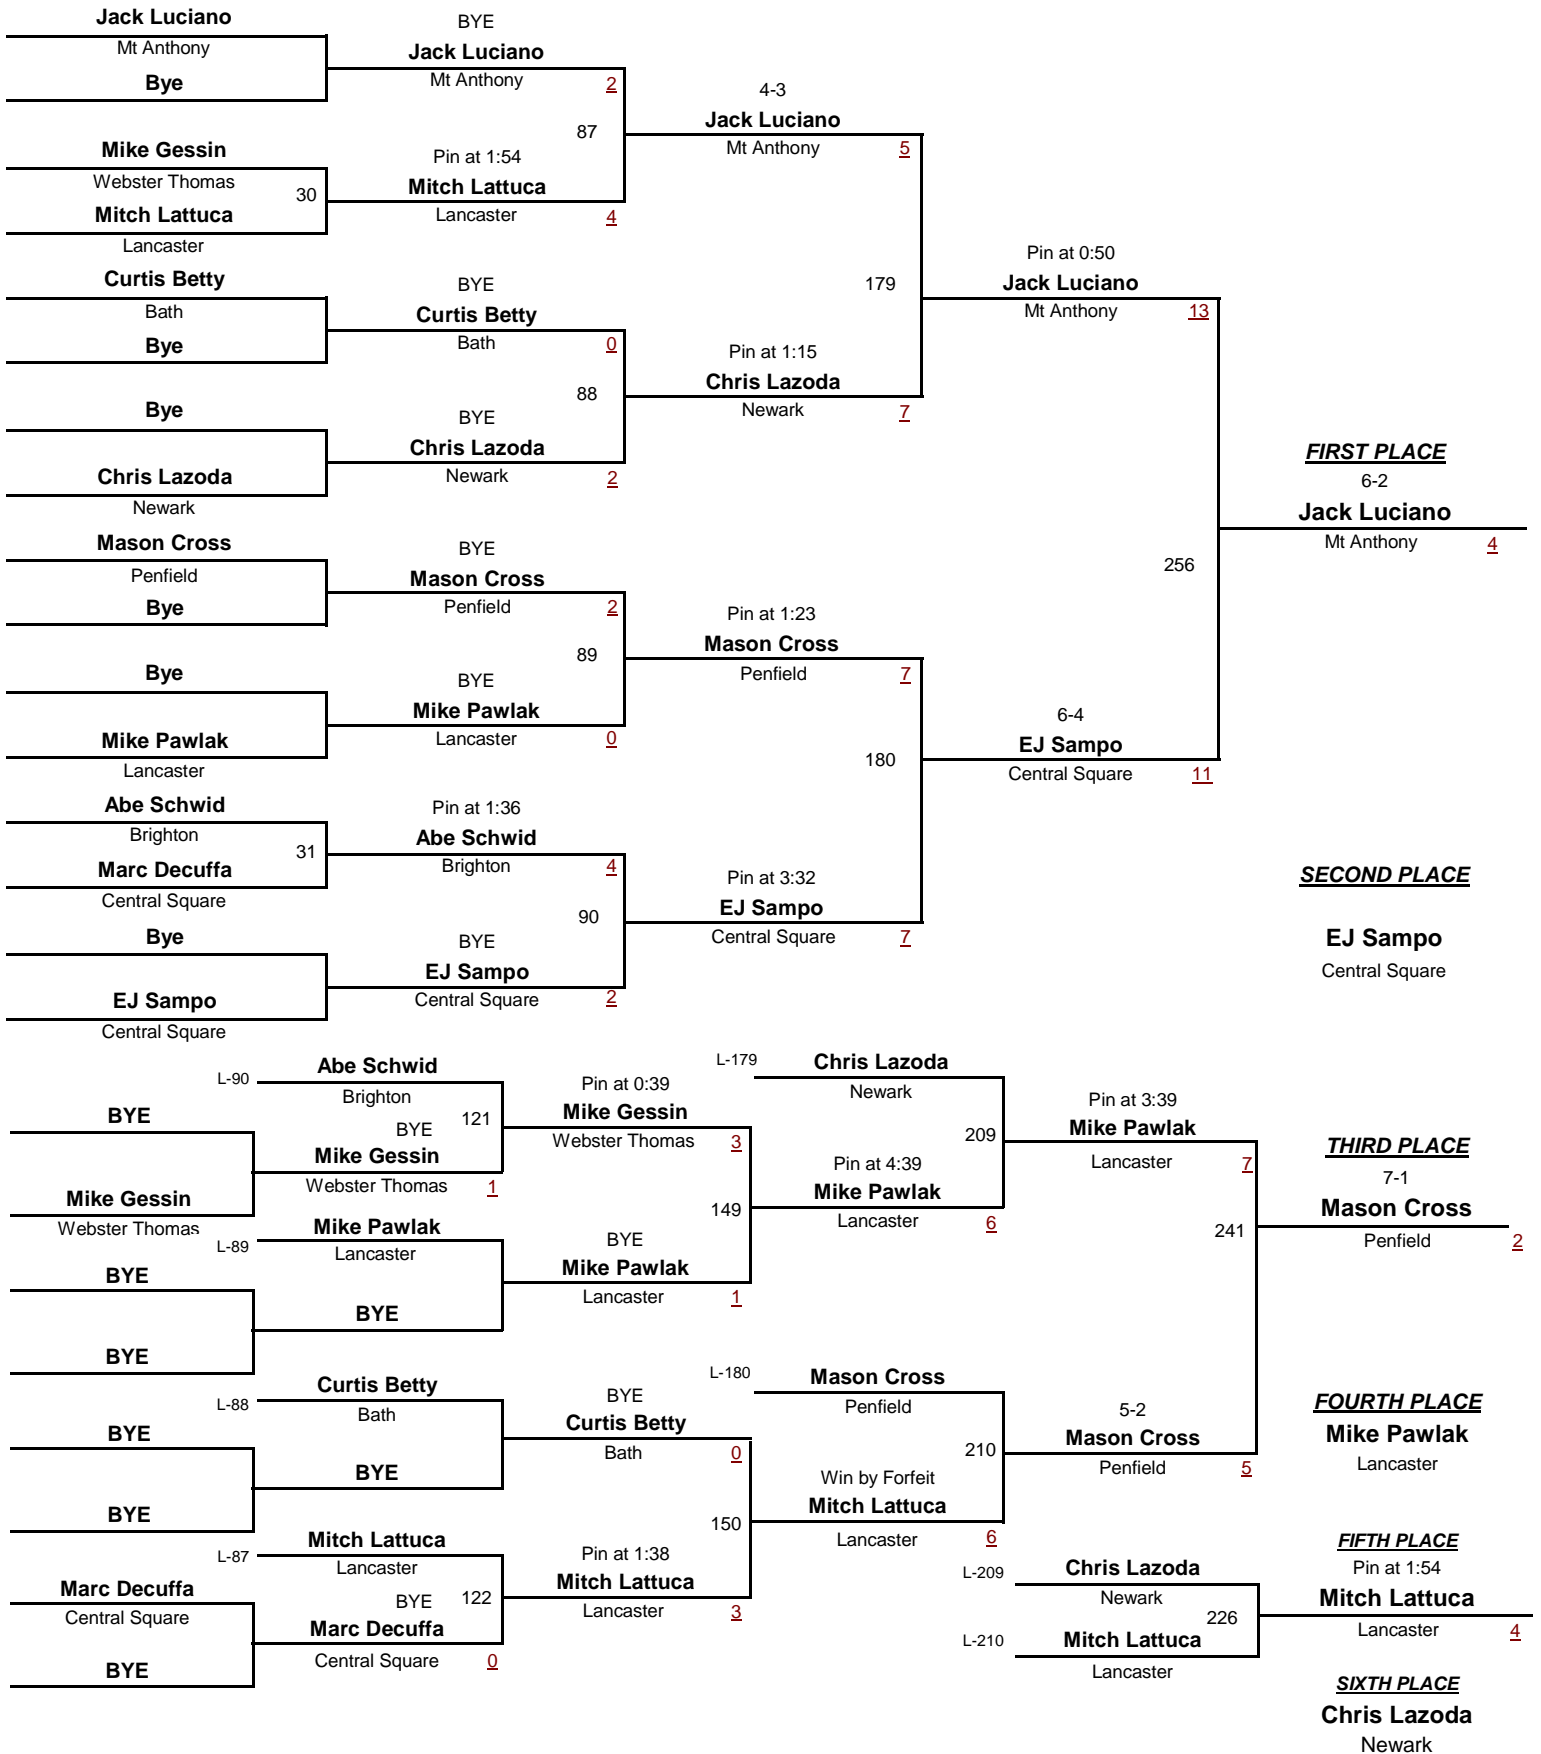 Jack Luciano
Mt Anthony
Bye
Mike Gessin
Webster Thomas
30
Mitch Lattuca
Lancaster
Curtis Betty
Bath
Bye
Bye
Chris Lazoda
Newark
Mason Cross
Penfield
Bye
Bye
Mike Pawlak
Lancaster
Abe Schwid
Brighton
31
Marc Decuffa
Central Square
Bye
EJ Sampo
Central Square
BYE
Jack Luciano
Mt Anthony
2
87
Pin at 1:54
Mitch Lattuca
Lancaster
4
BYE
Curtis Betty
Bath
0
88
BYE
Chris Lazoda
Newark
2
BYE
Mason Cross
Penfield
2
89
BYE
Mike Pawlak
Lancaster
0
Pin at 1:36
Abe Schwid
Brighton
4
90
BYE
EJ Sampo
Central Square
2
4-3
Jack Luciano
Mt Anthony
5
179
Pin at 1:15
Chris Lazoda
Newark
7
Pin at 1:23
Mason Cross
Penfield
7
180
Pin at 3:32
EJ Sampo
Central Square
7
Pin at 0:50
Jack Luciano
Mt Anthony
13
256
6-4
EJ Sampo
Central Square
11
FIRST PLACE
6-2
Jack Luciano
Mt Anthony
4
SECOND PLACE
EJ Sampo
Central Square
L-90
Abe Schwid
Brighton
121
BYE
BYE
Mike Gessin
Webster Thomas
1
Mike Gessin
Webster Thomas
L-89
Mike Pawlak
Lancaster
BYE
BYE
BYE
L-88
Curtis Betty
Bath
BYE
BYE
BYE
L-87
Mitch Lattuca
Lancaster
122
Marc Decuffa
Central Square
BYE
Marc Decuffa
Central Square
0
BYE
Pin at 0:39
Mike Gessin
Webster Thomas
3
149
BYE
Mike Pawlak
Lancaster
1
BYE
Curtis Betty
Bath
0
150
Pin at 1:38
Mitch Lattuca
Lancaster
3
L-179
Chris Lazoda
Newark
209
Pin at 4:39
Mike Pawlak
Lancaster
6
L-180
Mason Cross
Penfield
210
Win by Forfeit
Mitch Lattuca
Lancaster
6
Pin at 3:39
Mike Pawlak
Lancaster
7
241
5-2
Mason Cross
Penfield
5
THIRD PLACE
7-1
Mason Cross
Penfield
2
FOURTH PLACE
Mike Pawlak
Lancaster
L-209
Chris Lazoda
Newark
226
L-210
Mitch Lattuca
Lancaster
FIFTH PLACE
Pin at 1:54
Mitch Lattuca
Lancaster
4
SIXTH PLACE
Chris Lazoda
Newark